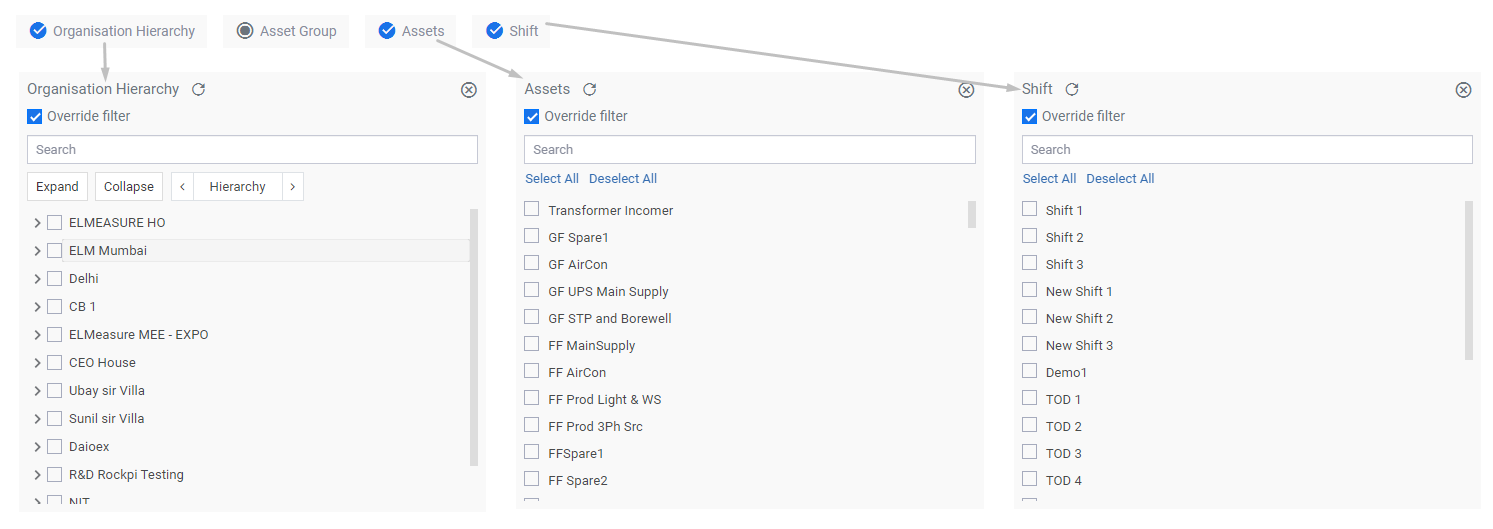 Organisation Hierarchy
Asset Group
Assets
Shift
Organisation Hierarchy
Override filter
Search
Expand
Collapse
Hierarchy
ELMEASURE HO
ELM Mumbai
Delhi
CB 1
ELMeasure MEE - EXPO
CEO House
Ubay sir Villa
Sunil sir Villa
Daioex
R&D Rockpi Testing
NIT
Assets
Override filter
Search
Select All Deselect All
Transformer Incomer
GF Spare1
GF AirCon
GF UPS Main Supply
GF STP and Borewell
FF MainSupply
FF AirCon
FF Prod Light & WS
FF Prod 3Ph Src
FFSpare1
FF Spare2
Shift
Override filter
Search
Select All Deselect All
Shift 1
Shift 2
Shift 3
New Shift 1
New Shift 2
New Shift 3
Demo1
TOD 1
TOD 2
TOD 3
TOD 4